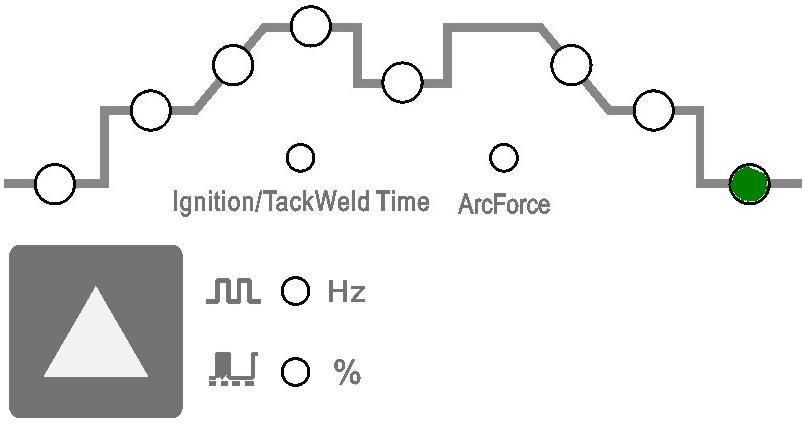 Ignition/TackWeld Time
ArcForce
Hz
%